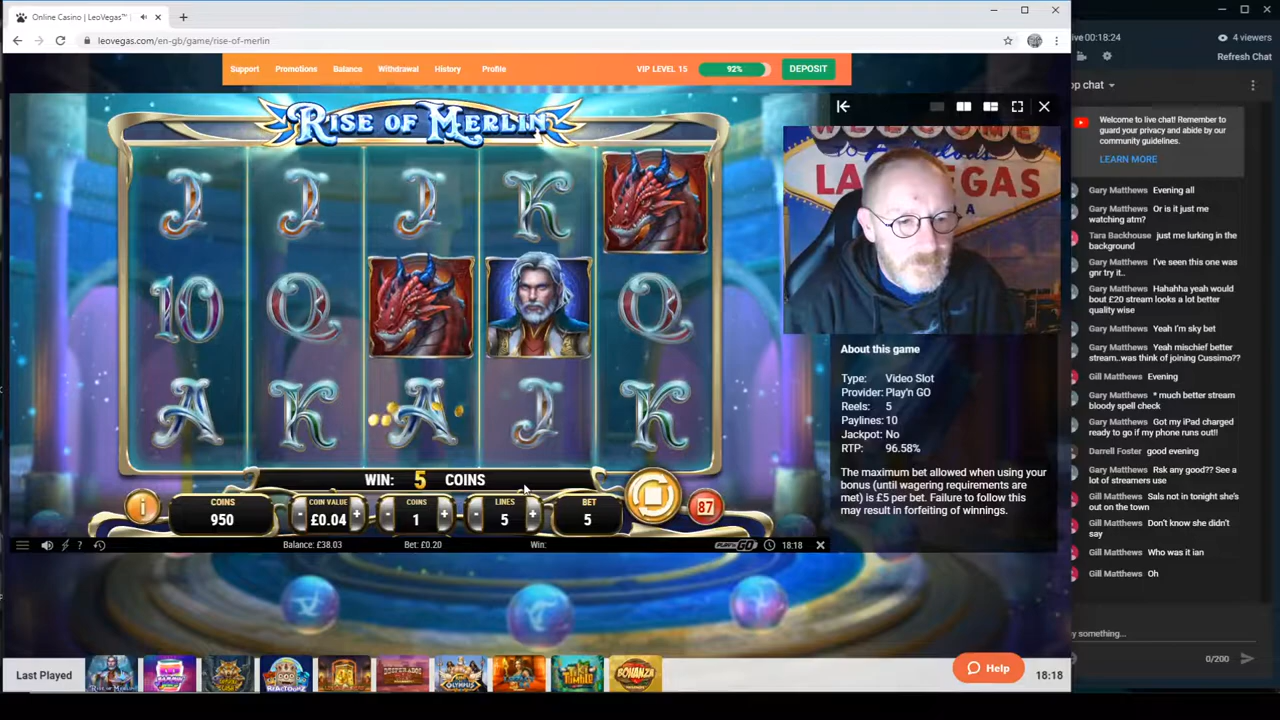 Online Casino | LeoVegas™
leovegas.com/en-gb/game/rise-of-merlin
Support Promotions Balance Withdrawal History Profile VIP LEVEL 15 92% DEPOSIT
RISE OF MERLIN
J J J K
10 Q Q
A K A J K
WIN: 5 COINS
COINS 950
COIN VALUE £0.04
COINS 1
LINES 5
BET 5
87
Balance: £38.03 Bet: £0.20 Win: PLAY'N GO 18:18
WELCOME
LAS VEGAS
About this game
Type: Video Slot
Provider: Play'n GO
Reels: 5
Paylines: 10
Jackpot: No
RTP: 96.58%
The maximum bet allowed when using your
bonus (until wagering requirements are
met) is £5 per bet. Failure to follow this
may result in forfeiting of winnings.
Last Played
BONANZA
Help
18:18
00:18:24 4 viewers
Refresh Chat
op chat
Welcome to live chat! Remember to
guard your privacy and abide by our
community guidelines.
LEARN MORE
Gary Matthews Evening all
Gary Matthews Or is it just me
watching atm?
Tara Backhouse just me lurking in the
background
Gary Matthews I've seen this one was
gnr try it..
Gary Matthews Hahahha yeah would
bout £20 stream looks a lot better
quality wise
Gary Matthews Yeah I'm sky bet
Gary Matthews Yeah mischief better
stream..was think of joining Cussimo??
Gill Matthews Evening
Gary Matthews * much better stream
bloody spell check
Gary Matthews Got my iPad charged
ready to go if my phone runs out!!
Darrell Foster good evening
Gary Matthews Rsk any good?? See a
lot of streamers use
Gill Matthews Sals not in tonight she's
out on the town
Gill Matthews Don't know she didn't
say
Gill Matthews Who was it ian
Gill Matthews Oh
y something...
0/200